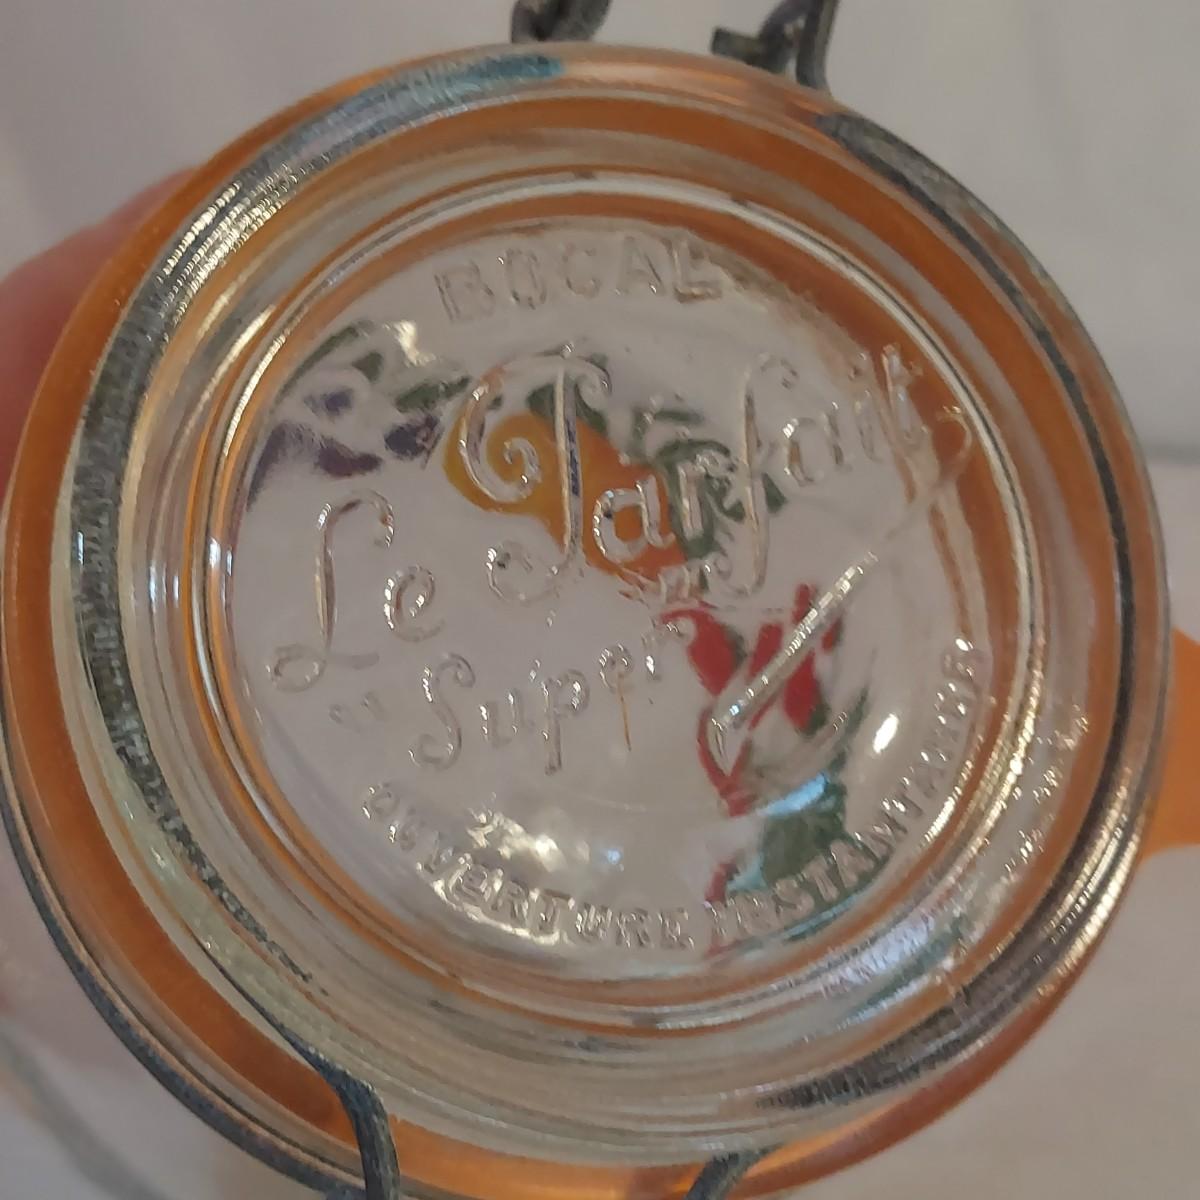 BOCAL
Le Parfait
"Super"
OUVERTURE INSTANTANEE